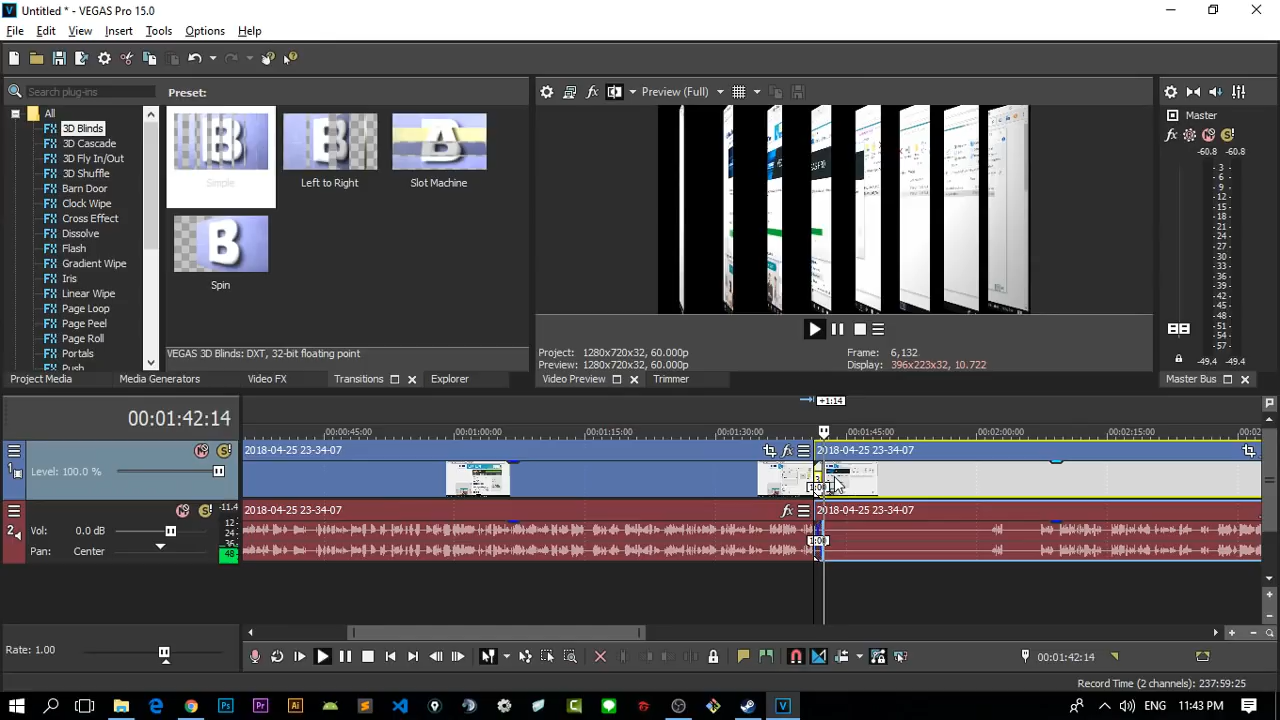 Untitled * - VEGAS Pro 15.0
File Edit View Insert Tools Options Help
Search plug-ins
Preset:
Preview (Full)
Master
All
3D Blinds
3D Cascade
3D Fly In/Out
3D Shuffle
Barn Door
Clock Wipe
Cross Effect
Dissolve
Flash
Gradient Wipe
Iris
Linear Wipe
Page Loop
Page Peel
Page Roll
Portals
Push
Simple
Left to Right
Slot Machine
Spin
VEGAS 3D Blinds: DXT, 32-bit floating point
Project: 1280x720x32, 60.000p
Preview: 1280x720x32, 60.000p
Frame: 6,132
Display: 396x223x32, 10.722
-60.8 -60.8
3
6
9
12
15
18
21
24
27
30
33
36
39
42
45
48
51
54
57
-49.4 -49.4
Project Media
Media Generators
Video FX
Transitions
Explorer
Video Preview
Trimmer
Master Bus
+1:14
00:01:42:14
00:00:45:00 00:01:00:00 00:01:15:00 00:01:30:00 00:01:45:00 00:02:00:00 00:02:15:00
1
Level: 100.0 %
2018-04-25 23-34-07
2018-04-25 23-34-07
1:00
2
Vol: 0.0 dB
Pan: Center
-11.4
12
24
36
48
2018-04-25 23-34-07
2018-04-25 23-34-07
1:00
Rate: 1.00
00:01:42:14
Record Time (2 channels): 237:59:25
ENG 11:43 PM